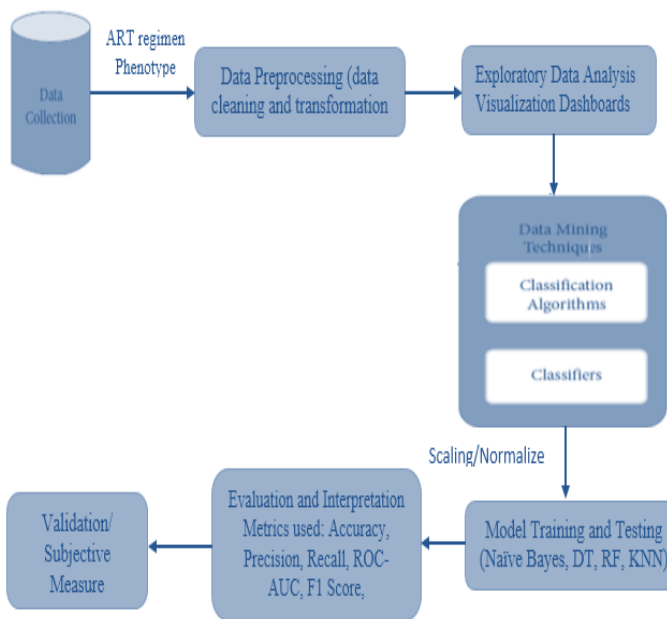 Data
Collection
ART regimen
Phenotype
Data Preprocessing (data
cleaning and transformation
Exploratory Data Analysis
Visualization Dashboards
Data Mining
Techniques
Classification
Algorithms
Classifiers
Scaling/Normalize
Model Training and Testing
(Naïve Bayes, DT, RF, KNN)
Evaluation and Interpretation
Metrics used: Accuracy,
Precision, Recall, ROC-
AUC, F1 Score,
Validation/
Subjective
Measure